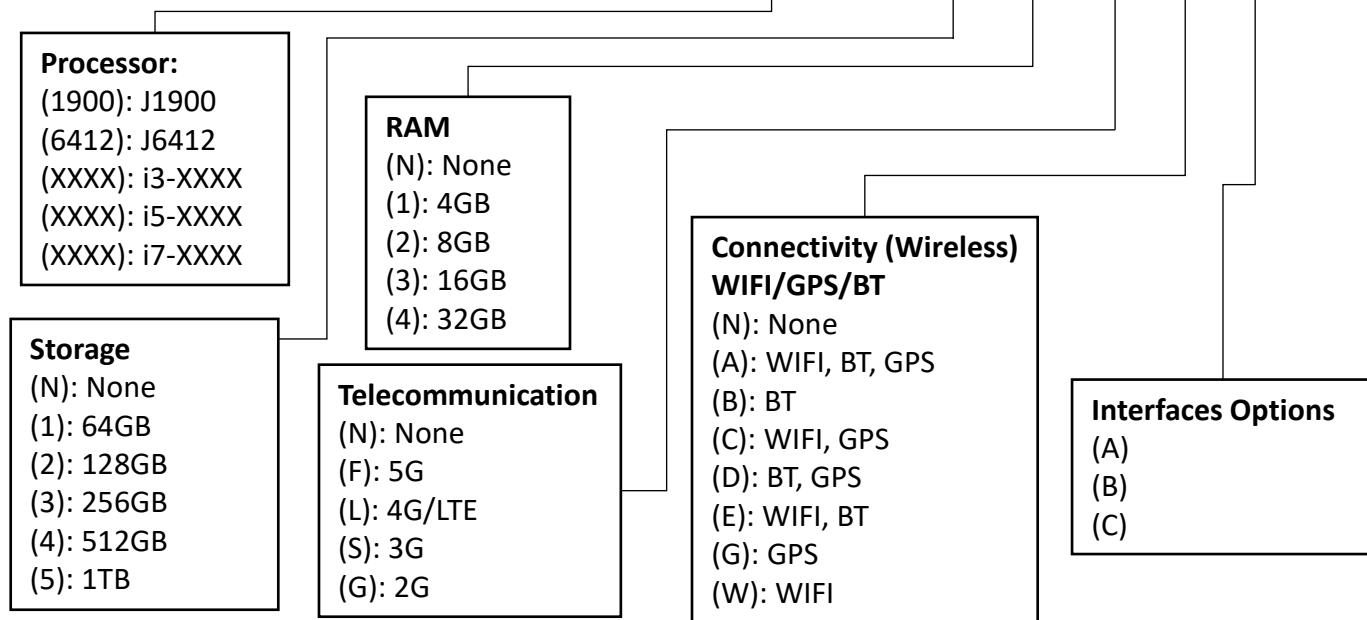 Processor:
(1900): J1900
(6412): J6412
(XXXX): i3-XXXX
(XXXX): i5-XXXX
(XXXX): i7-XXXX
Storage
(N): None
(1): 64GB
(2): 128GB
(3): 256GB
(4): 512GB
(5): 1TB
RAM
(N): None
(1): 4GB
(2): 8GB
(3): 16GB
(4): 32GB
Telecommunication
(N): None
(F): 5G
(L): 4G/LTE
(S): 3G
(G): 2G
Connectivity (Wireless)
WIFI/GPS/BT
(N): None
(A): WIFI, BT, GPS
(B): BT
(C): WIFI, GPS
(D): BT, GPS
(E): WIFI, BT
(G): GPS
(W): WIFI
Interfaces Options
(A)
(B)
(C)